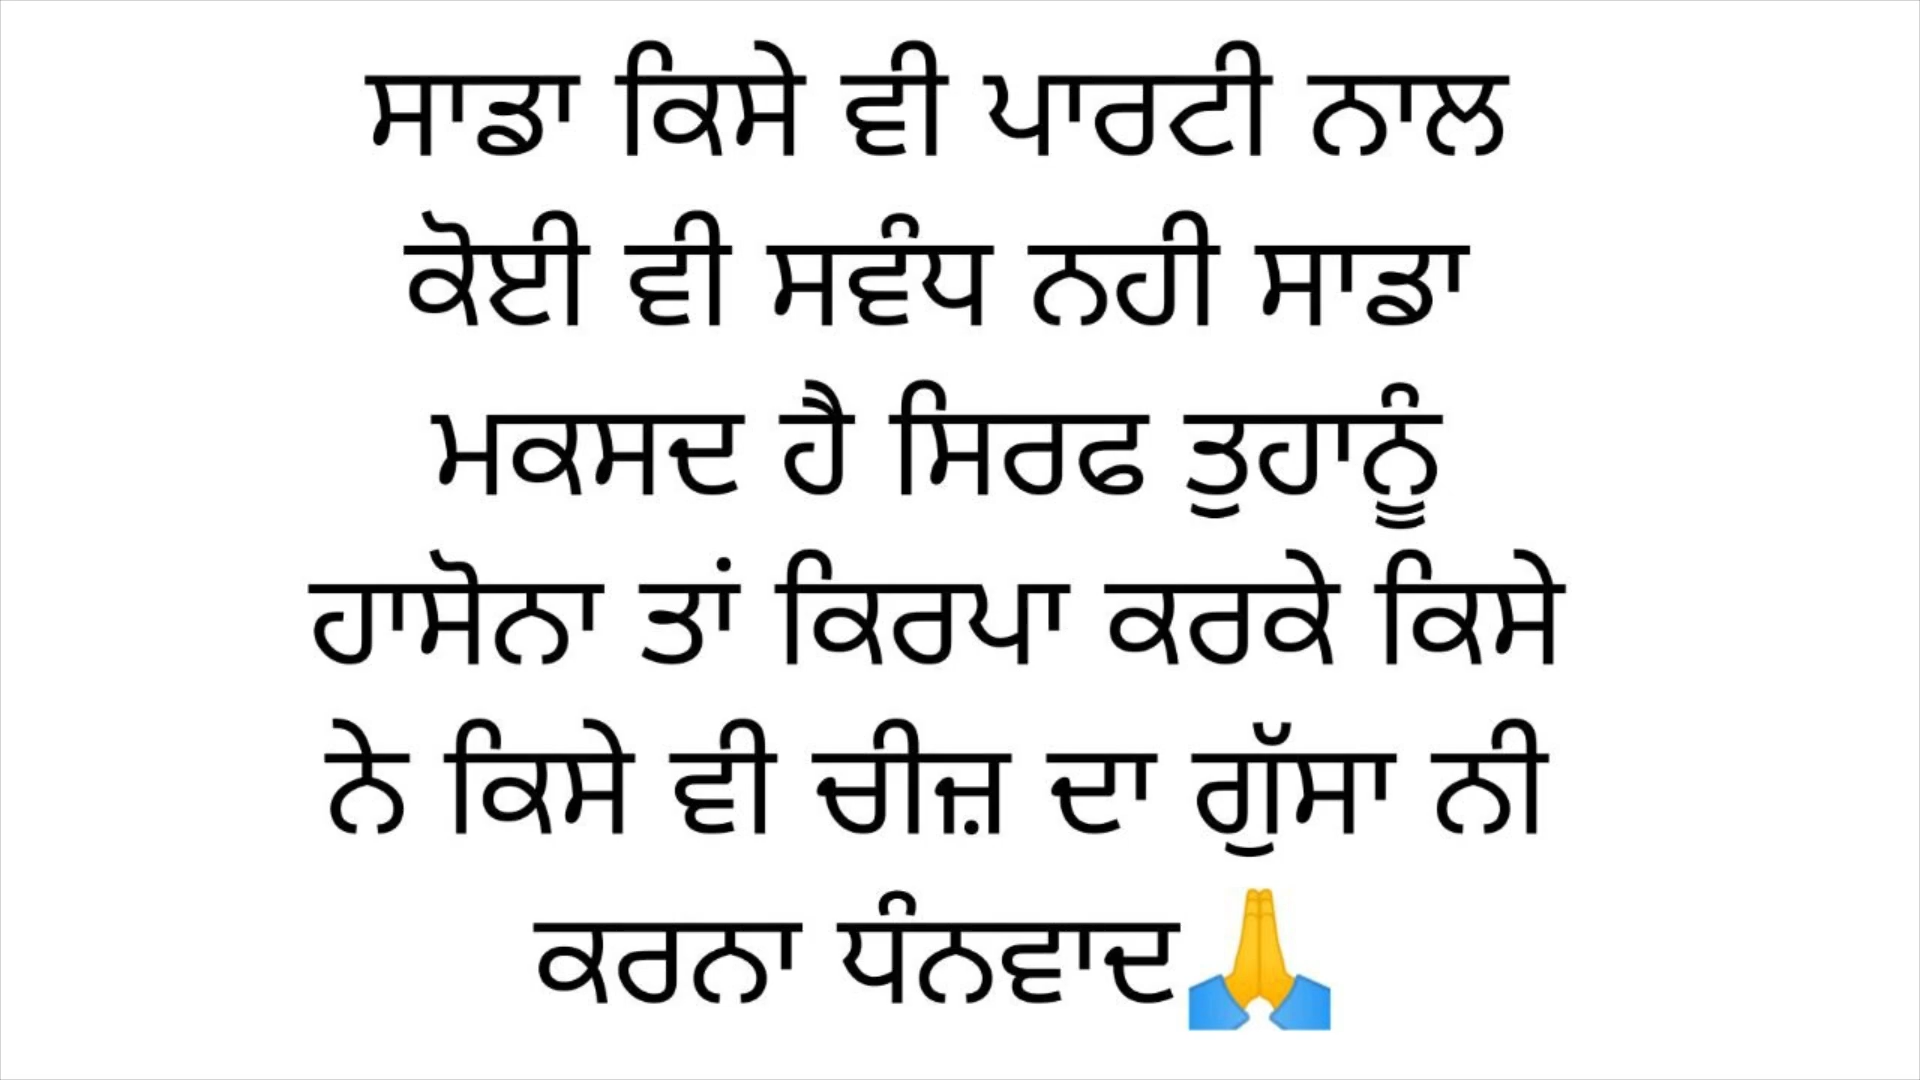 ਸਾਡਾ ਕਿਸੇ ਵੀ ਪਾਰਟੀ ਨਾਲ
ਕੋਈ ਵੀ ਸਵੰਧ ਨਹੀ ਸਾਡਾ
ਮਕਸਦ ਹੈ ਸਿਰਫ ਤੁਹਾਨੂੰ
ਹਾਸੋਨਾ ਤਾਂ ਕਿਰਪਾ ਕਰਕੇ ਕਿਸੇ
ਨੇ ਕਿਸੇ ਵੀ ਚੀਜ਼ ਦਾ ਗੁੱਸਾ ਨੀ
ਕਰਨਾ ਧੰਨਵਾਦ🙏